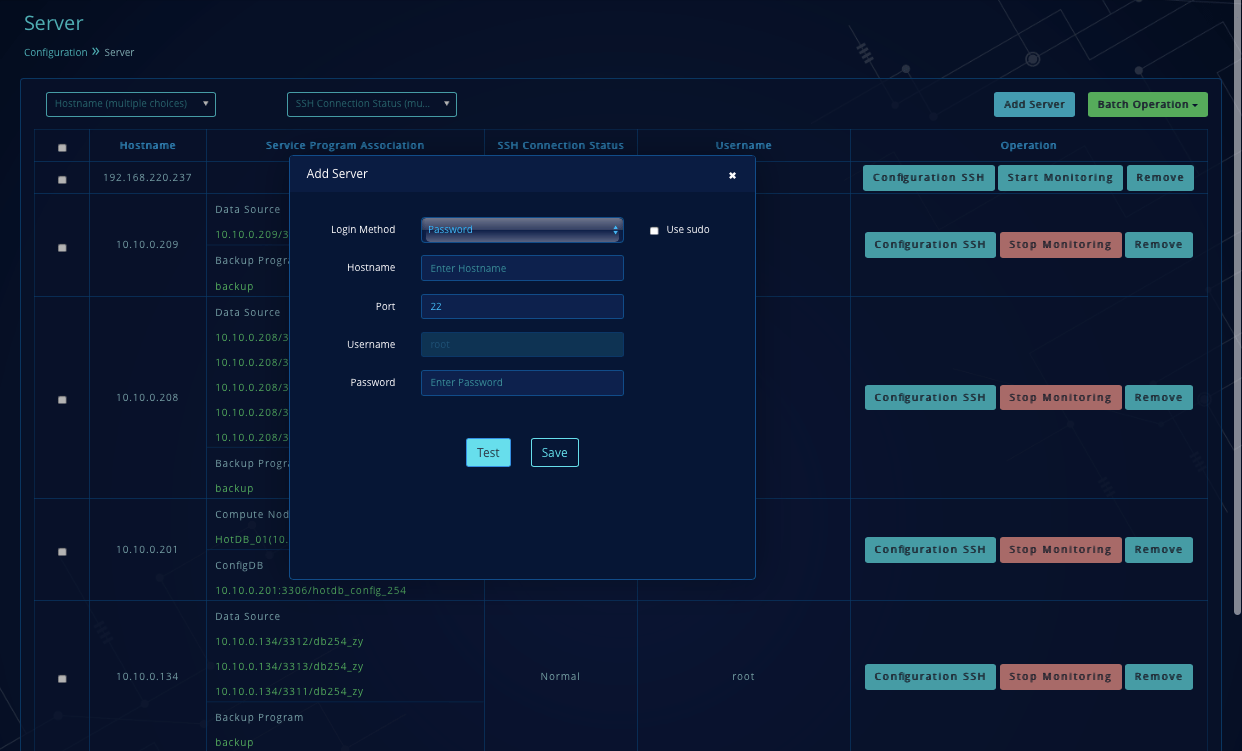 Server
Configuration » Server
Hostname (multiple choices) ▼
SSH Connection Status (mu... ▼
Add Server
Batch Operation
Hostname
Service Program Association
SSH Connection Status
Username
Operation
192.168.220.237
Configuration SSH
Start Monitoring
Remove
Add Server
Login Method
Password
Use sudo
Hostname
Enter Hostname
Port
22
Username
root
Password
Enter Password
Test
Save
10.10.0.209
Data Source
10.10.0.209/3
Backup Progra
backup
Configuration SSH
Stop Monitoring
Remove
10.10.0.208
Data Source
10.10.0.208/3
10.10.0.208/3
10.10.0.208/3
10.10.0.208/3
10.10.0.208/3
Backup Progra
backup
Configuration SSH
Stop Monitoring
Remove
10.10.0.201
Compute Nod
HotDB_01(10.
ConfigDB
10.10.0.201:3306/hotdb_config_254
Configuration SSH
Stop Monitoring
Remove
10.10.0.134
Data Source
10.10.0.134/3312/db254_zy
10.10.0.134/3313/db254_zy
10.10.0.134/3311/db254_zy
Backup Program
backup
Normal
root
Configuration SSH
Stop Monitoring
Remove